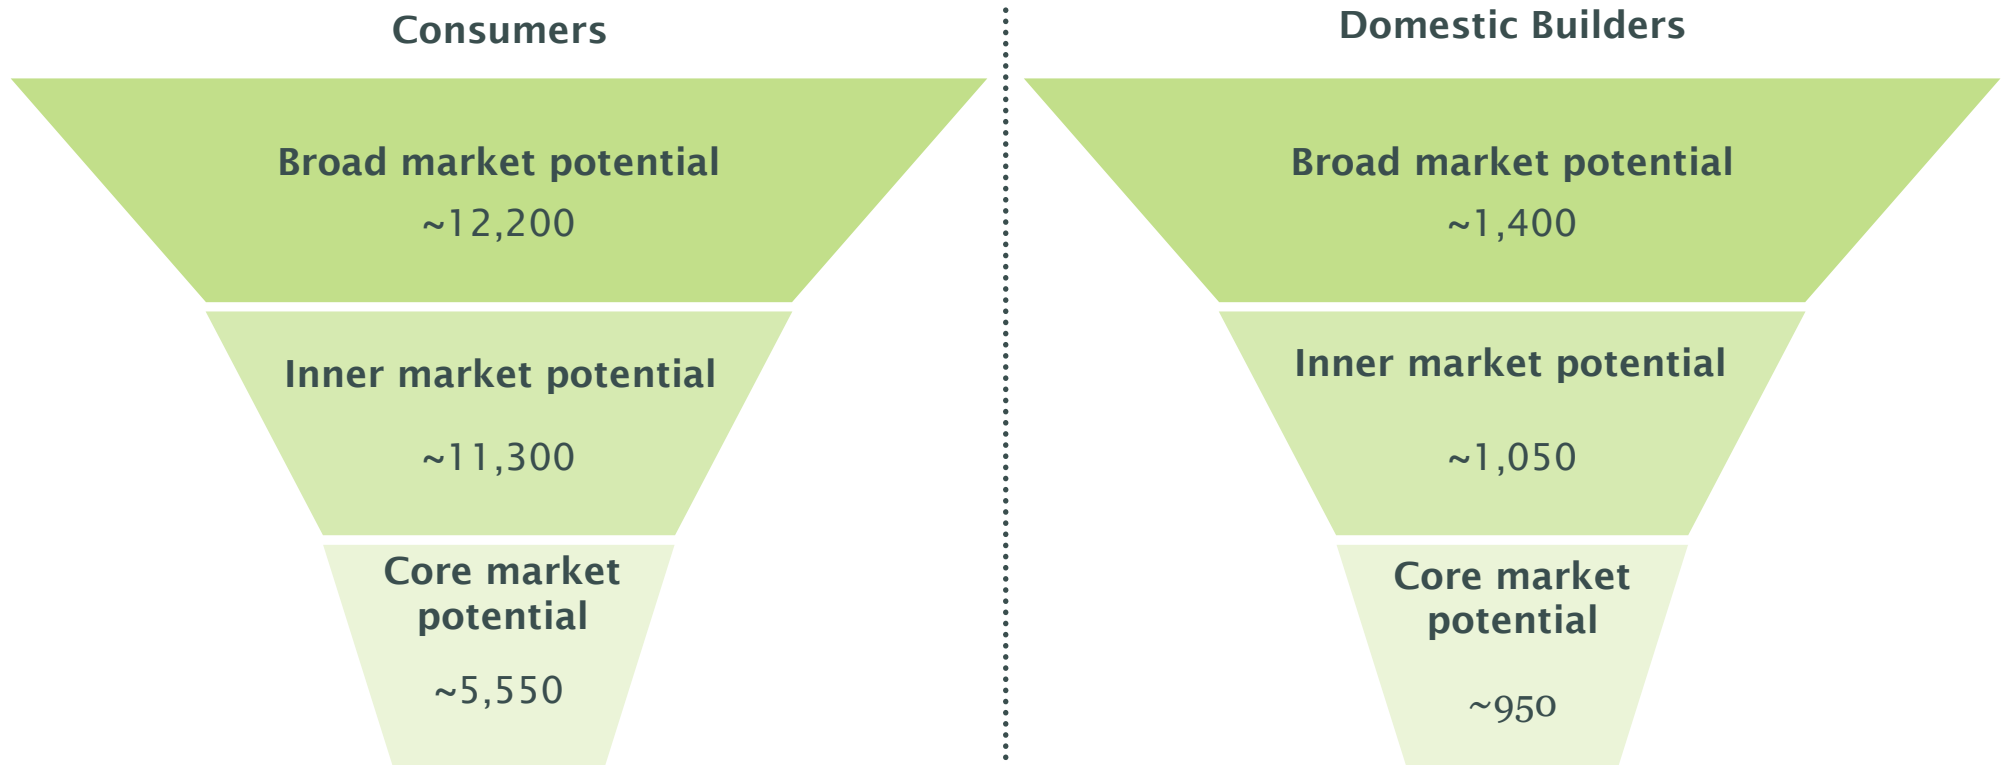 Consumers
Broad market potential
~12,200
Inner market potential
~11,300
Core market
potential
~5,550
Domestic Builders
Broad market potential
~1,400
Inner market potential
~1,050
Core market
potential
~950